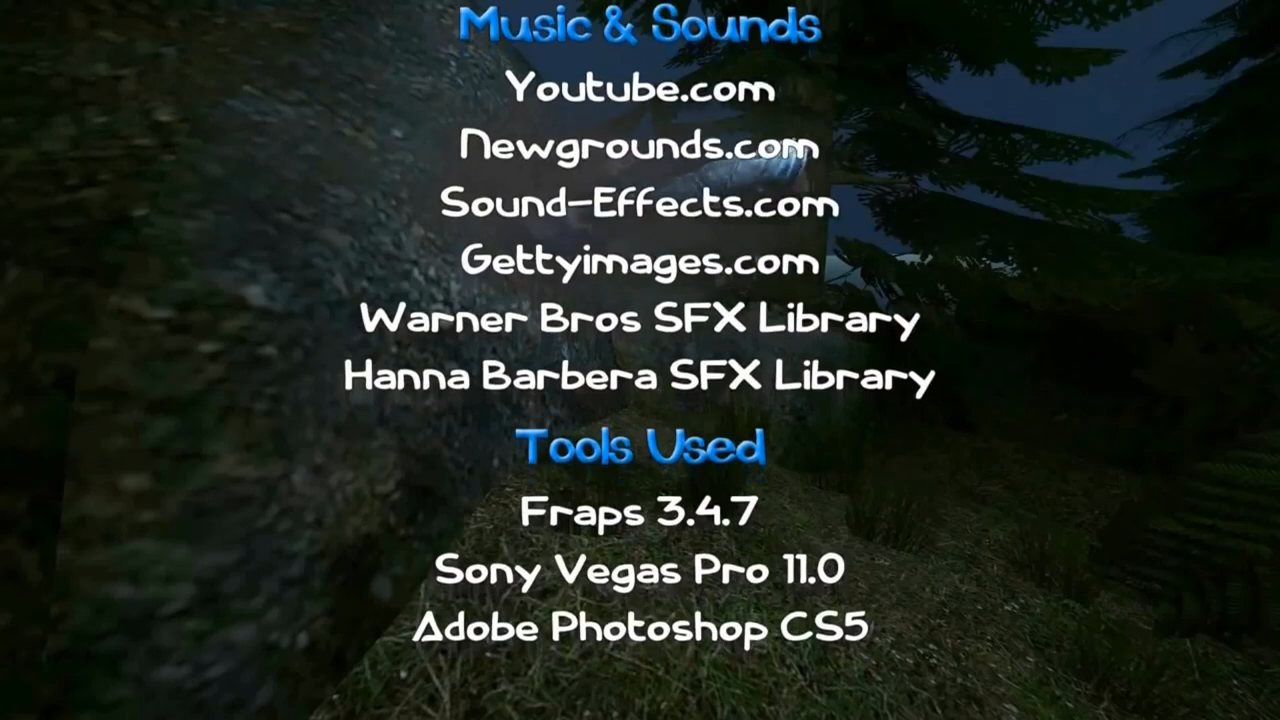 Music & Sounds
Youtube.com
Newgrounds.com
Sound-Effects.com
Gettyimages.com
Warner Bros SFX Library
Hanna Barbera SFX Library
Tools Used
Fraps 3.4.7
Sony Vegas Pro 11.0
Adobe Photoshop CS5